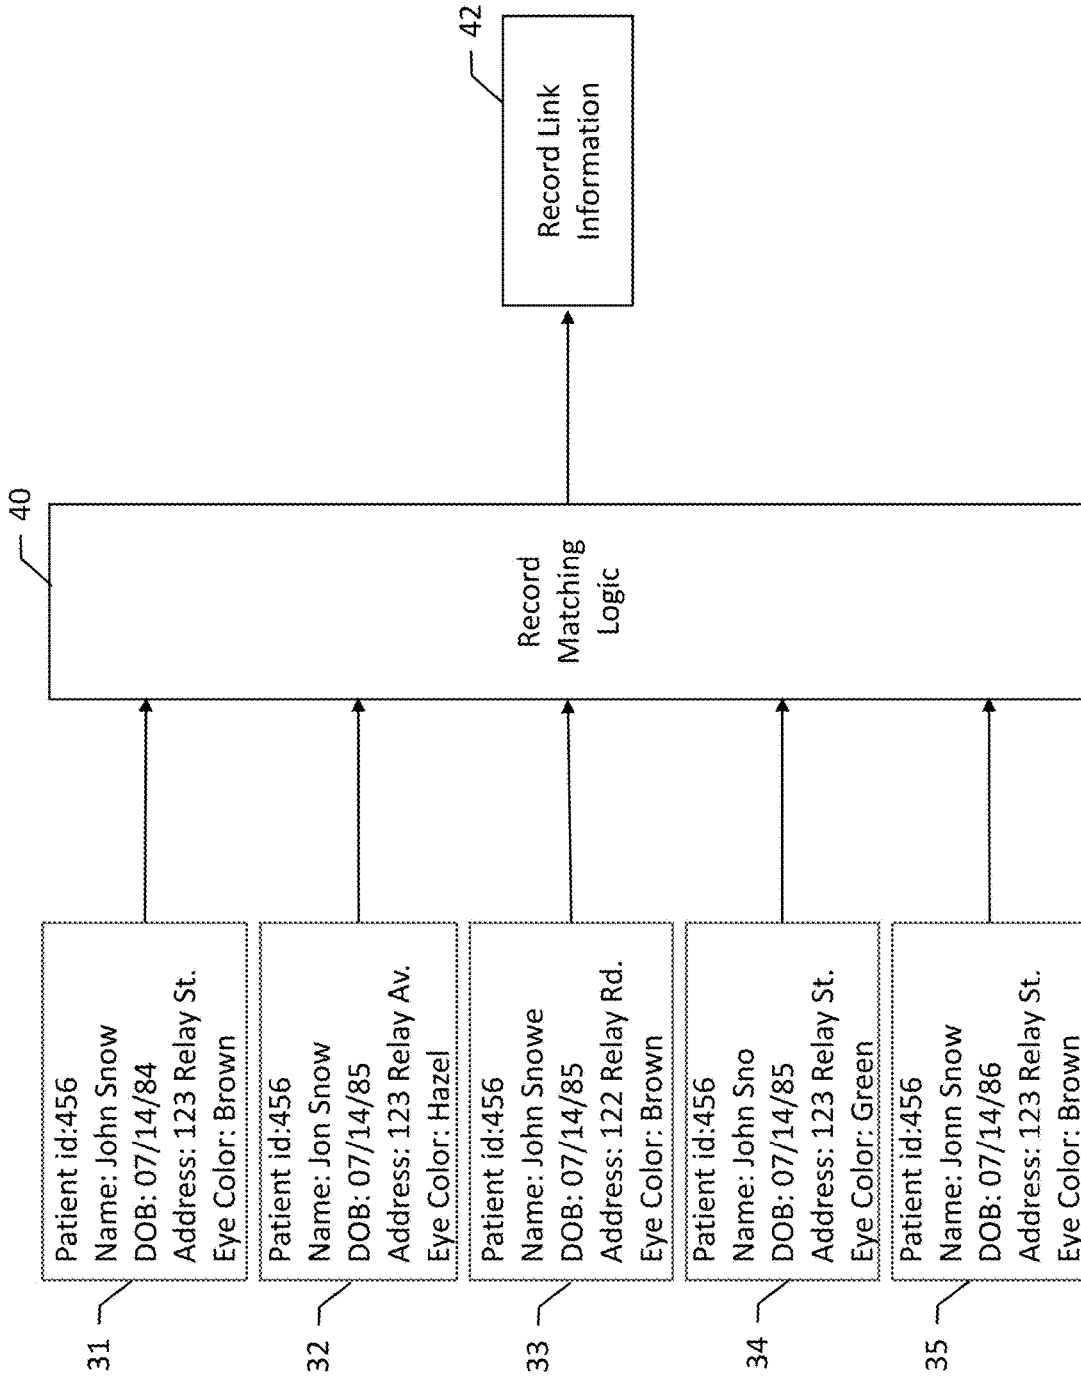 31
Patient id:456
Name: John Snow
DOB: 07/14/84
Address: 123 Relay St.
Eye Color: Brown
32
Patient id:456
Name: Jon Snow
DOB: 07/14/85
Address: 123 Relay Av.
Eye Color: Hazel
33
Patient id:456
Name: John Snowe
DOB: 07/14/85
Address: 122 Relay Rd.
Eye Color: Brown
34
Patient id:456
Name: John Sno
DOB: 07/14/85
Address: 123 Relay St.
Eye Color: Green
35
Patient id:456
Name: Jonn Snow
DOB: 07/14/86
Address: 123 Relay St.
Eye Color: Brown
40
Record
Matching
Logic
42
Record Link
Information